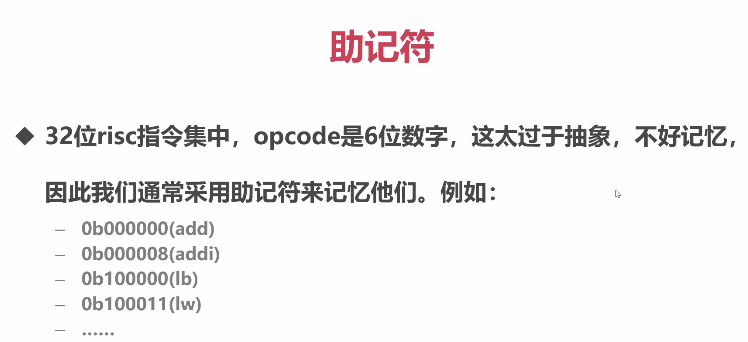 助记符
◆ 32位risc指令集中，opcode是6位数字，这太过于抽象，不好记忆，
因此我们通常采用助记符来记忆他们。例如：
– 0b000000(add)
– 0b000008(addi)
– 0b100000(lb)
– 0b100011(lw)
– ......